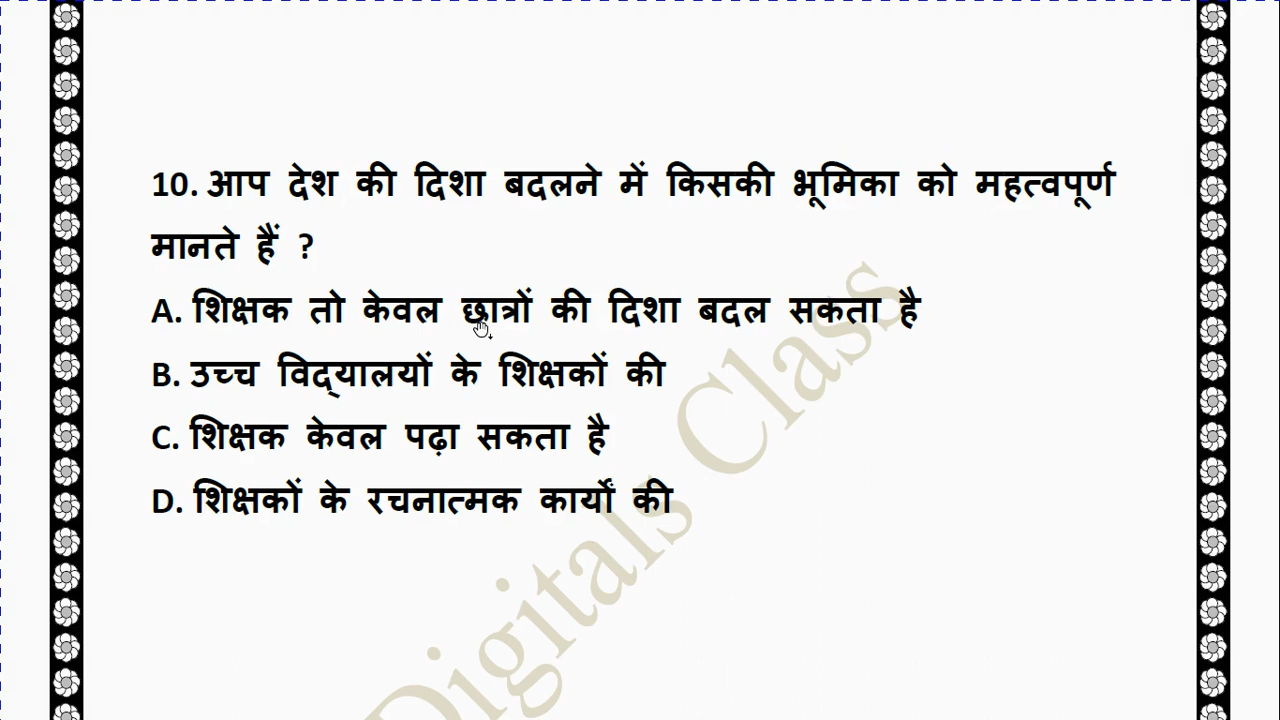 10. आप देश की दिशा बदलने में किसकी भूमिका को महत्वपूर्ण
मानते हैं ?
A. शिक्षक तो केवल छात्रों की दिशा बदल सकता है
B. उच्च विद्यालयों के शिक्षकों की
C. शिक्षक केवल पढ़ा सकता है
D. शिक्षकों के रचनात्मक कार्यों की
Digitals Class